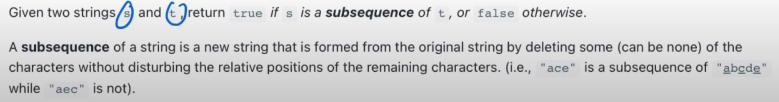 Given two strings s and t, return true if s is a subsequence of t, or false otherwise.
A subsequence of a string is a new string that is formed from the original string by deleting some (can be none) of the
characters without disturbing the relative positions of the remaining characters. (i.e., "ace" is a subsequence of "abcde"
while "aec" is not).